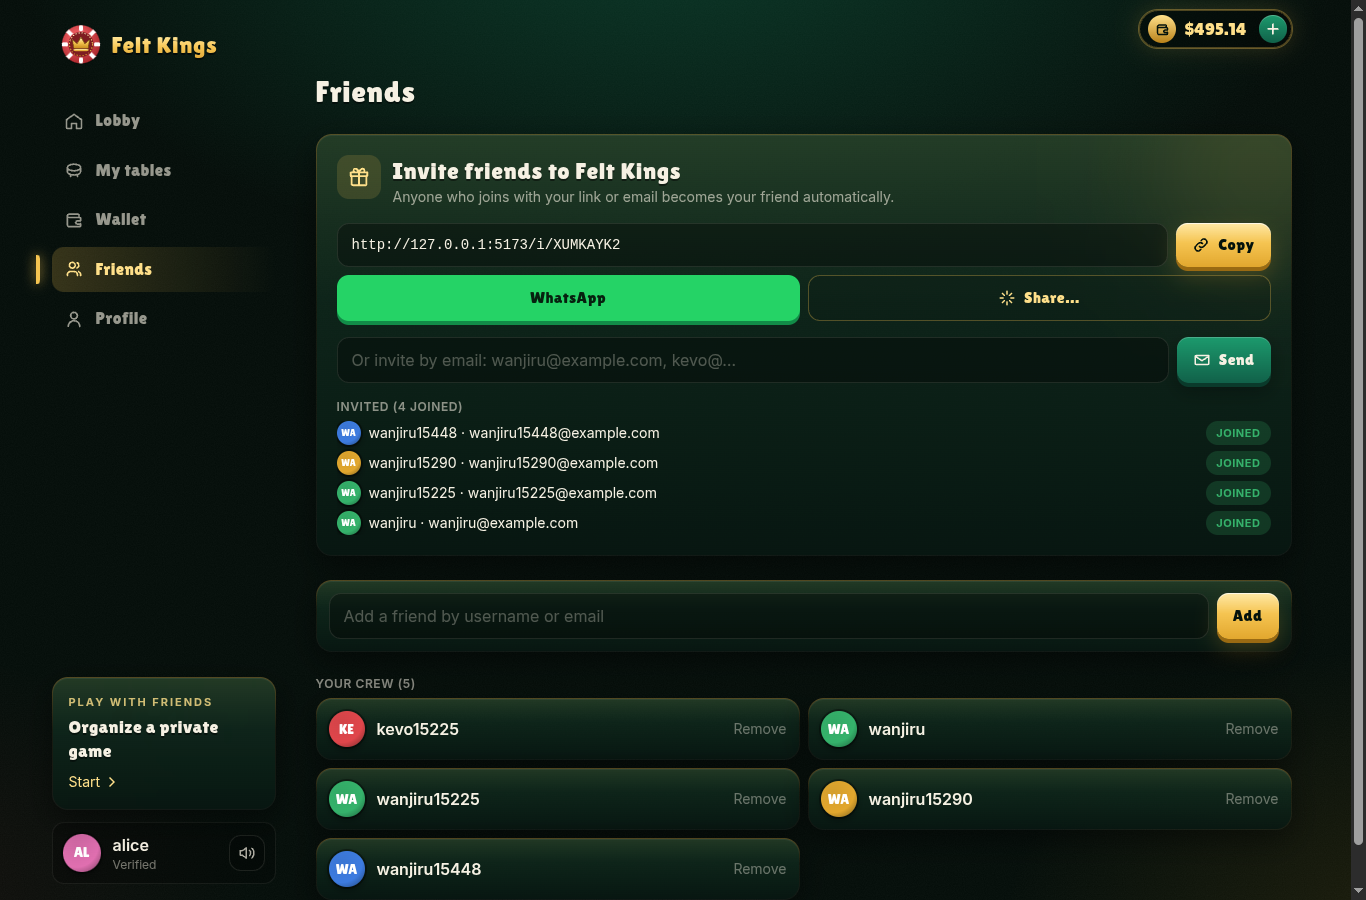 Felt Kings
$495.14
Friends
Lobby
My tables
Wallet
Friends
Profile
Invite friends to Felt Kings
Anyone who joins with your link or email becomes your friend automatically.
http://127.0.0.1:5173/i/XUMKAYK2
Copy
WhatsApp
Share...
Or invite by email: wanjiru@example.com, kevo@...
Send
INVITED (4 JOINED)
WA wanjiru15448 · wanjiru15448@example.com JOINED
WA wanjiru15290 · wanjiru15290@example.com JOINED
WA wanjiru15225 · wanjiru15225@example.com JOINED
WA wanjiru · wanjiru@example.com JOINED
Add a friend by username or email
Add
YOUR CREW (5)
KE kevo15225 Remove
WA wanjiru Remove
WA wanjiru15225 Remove
WA wanjiru15290 Remove
WA wanjiru15448 Remove
PLAY WITH FRIENDS
Organize a private
game
Start
AL alice
Verified